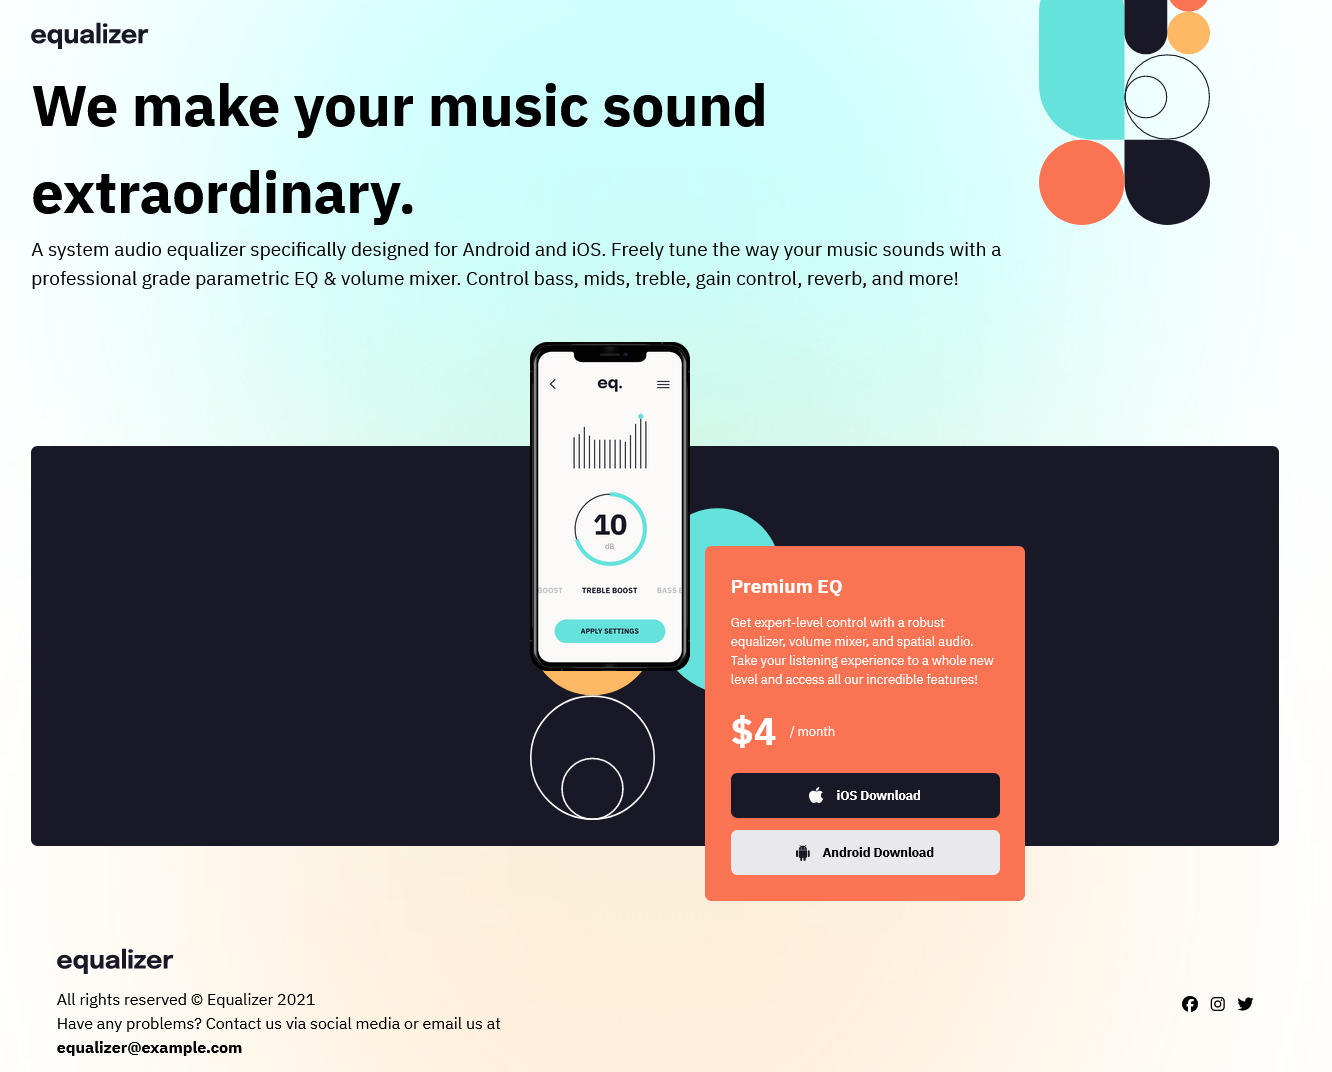 equalizer
We make your music sound
extraordinary.
A system audio equalizer specifically designed for Android and iOS. Freely tune the way your music sounds with a
professional grade parametric EQ & volume mixer. Control bass, mids, treble, gain control, reverb, and more!
eq.
10
dB
BOOST TREBLE BOOST BASS
APPLY SETTINGS
Premium EQ
Get expert-level control with a robust
equalizer, volume mixer, and spatial audio.
Take your listening experience to a whole new
level and access all our incredible features!
$4 / month
iOS Download
Android Download
equalizer
All rights reserved © Equalizer 2021
Have any problems? Contact us via social media or email us at
equalizer@example.com